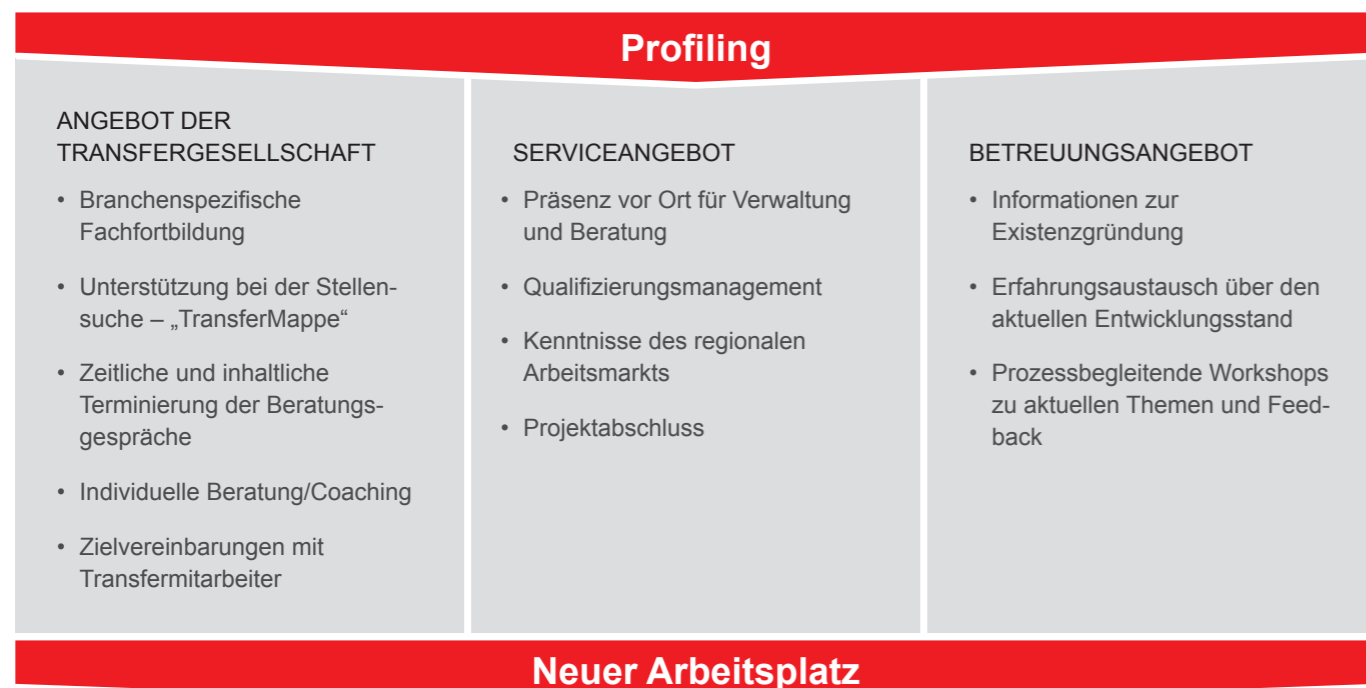 Profiling
ANGEBOT DER
TRANSFERGESELLSCHAFT
• Branchenspezifische
Fachfortbildung
• Unterstützung bei der Stellen-
suche – „TransferMappe“
• Zeitliche und inhaltliche
Terminierung der Beratungs-
gespräche
• Individuelle Beratung/Coaching
• Zielvereinbarungen mit
Transfermitarbeiter
SERVICEANGEBOT
• Präsenz vor Ort für Verwaltung
und Beratung
• Qualifizierungsmanagement
• Kenntnisse des regionalen
Arbeitsmarkts
• Projektabschluss
BETREUUNGSANGEBOT
• Informationen zur
Existenzgründung
• Erfahrungsaustausch über den
aktuellen Entwicklungsstand
• Prozessbegleitende Workshops
zu aktuellen Themen und Feed-
back
Neuer Arbeitsplatz